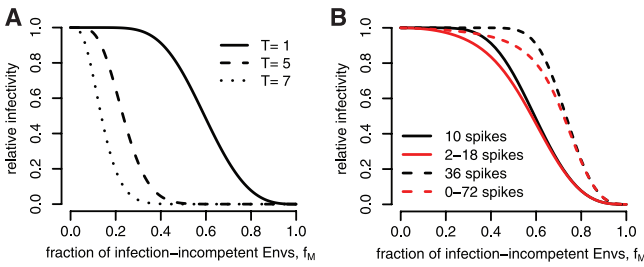 A
relative infectivity
1.0
0.8
0.6
0.4
0.2
0.0
T= 1
T= 5
T= 7
0.0 0.2 0.4 0.6 0.8 1.0
fraction of infection−incompetent Envs, fM
B
relative infectivity
1.0
0.8
0.6
0.4
0.2
0.0
10 spikes
2−18 spikes
36 spikes
0−72 spikes
0.0 0.2 0.4 0.6 0.8 1.0
fraction of infection−incompetent Envs, fM